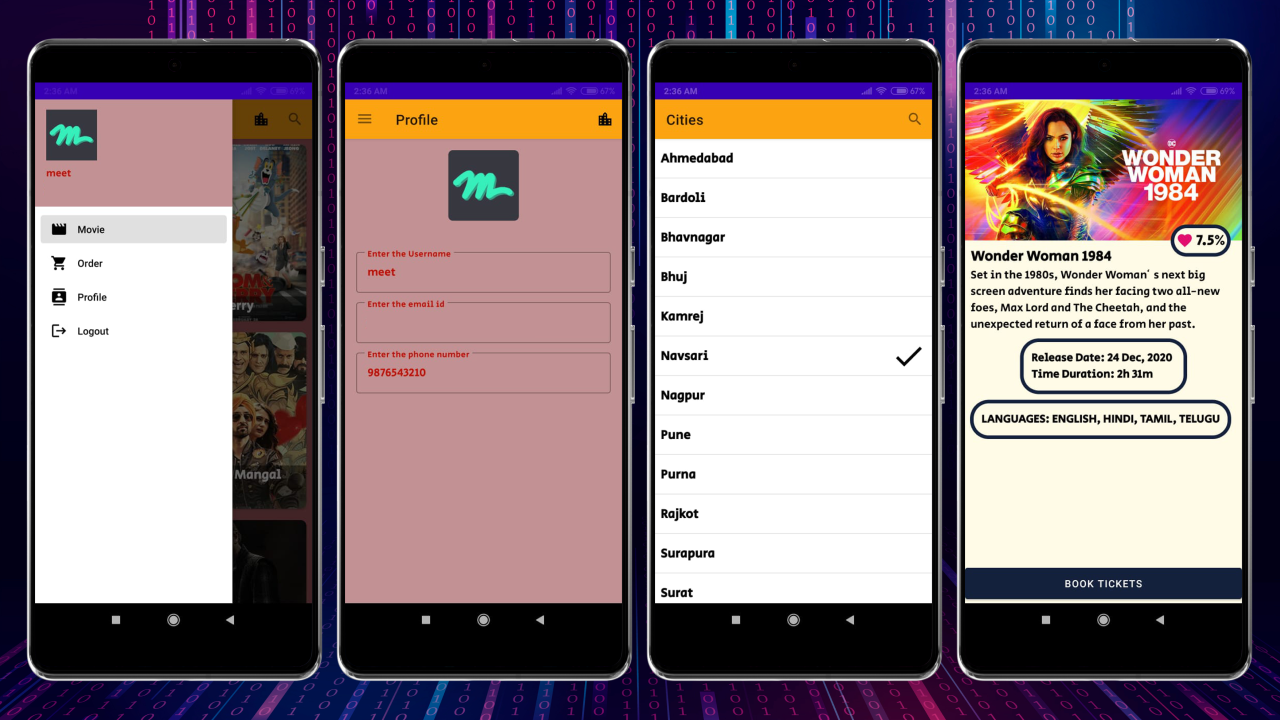 2:36 AM
69%
meet
Movie
Order
Profile
Logout
erry
Mangal
2:36 AM
67%
Profile
Enter the Username
meet
Enter the email id
Enter the phone number
9876543210
2:36 AM
67%
Cities
Ahmedabad
Bardoli
Bhavnagar
Bhuj
Kamrej
Navsari
Nagpur
Pune
Purna
Rajkot
Surapura
Surat
2:36 AM
69%
DC
WONDER
WOMAN
1984
7.5%
Wonder Woman 1984
Set in the 1980s, Wonder Woman´s next big
screen adventure finds her facing two all-new
foes, Max Lord and The Cheetah, and the
unexpected return of a face from her past.
Release Date: 24 Dec, 2020
Time Duration: 2h 31m
LANGUAGES: ENGLISH, HINDI, TAMIL, TELUGU
BOOK TICKETS